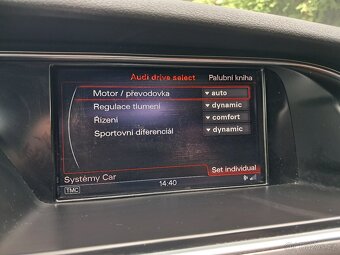 Audi drive select Palubní kniha
Motor / převodovka auto
Regulace tlumení dynamic
Řízení comfort
Sportovní diferenciál dynamic
Set individual
Systémy Car
TMC 14:40